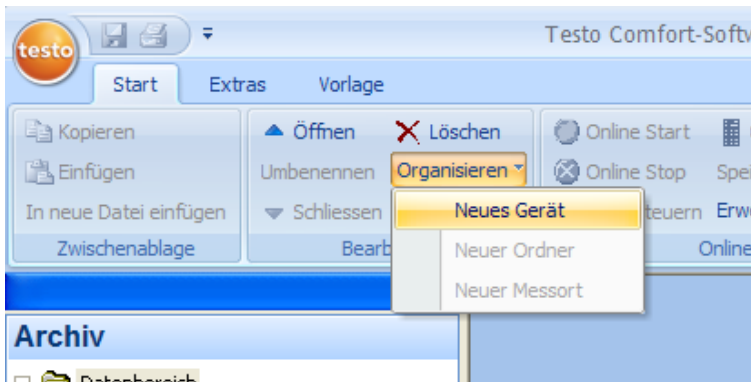 testo
Testo Comfort-Softw
Start Extras Vorlage
Kopieren
Einfügen
In neue Datei einfügen
Zwischenablage
Öffnen Löschen
Umbenennen Organisieren
Schliessen
Bearb
Online Start
Online Stop Spei
teuern Erwe
Online
Neues Gerät
Neuer Ordner
Neuer Messort
Archiv
Datenbereich